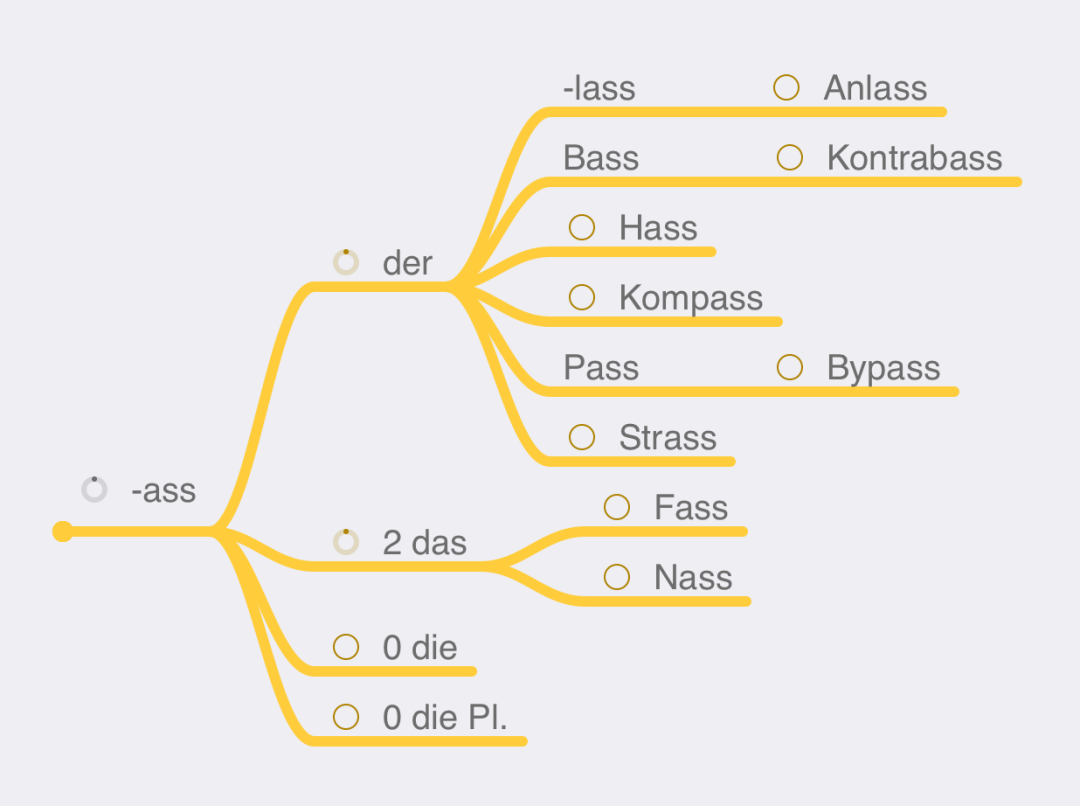 -lass Anlass
Bass Kontrabass
Hass
der
Kompass
Pass Bypass
Strass
-ass
Fass
2 das
Nass
0 die
0 die Pl.